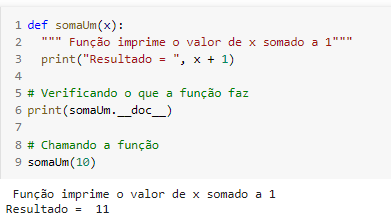 1 def somaUm(x):
2   """ Função imprime o valor de x somado a 1"""
3   print("Resultado = ", x + 1)
4
5 # Verificando o que a função faz
6 print(somaUm.__doc__)
7
8 # Chamando a função
9 somaUm(10)
 Função imprime o valor de x somado a 1
Resultado =  11